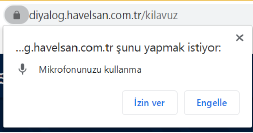 diyalog.havelsan.com.tr/kilavuz
...g.havelsan.com.tr şunu yapmak istiyor:
Mikrofonunuzu kullanma
İzin ver
Engelle